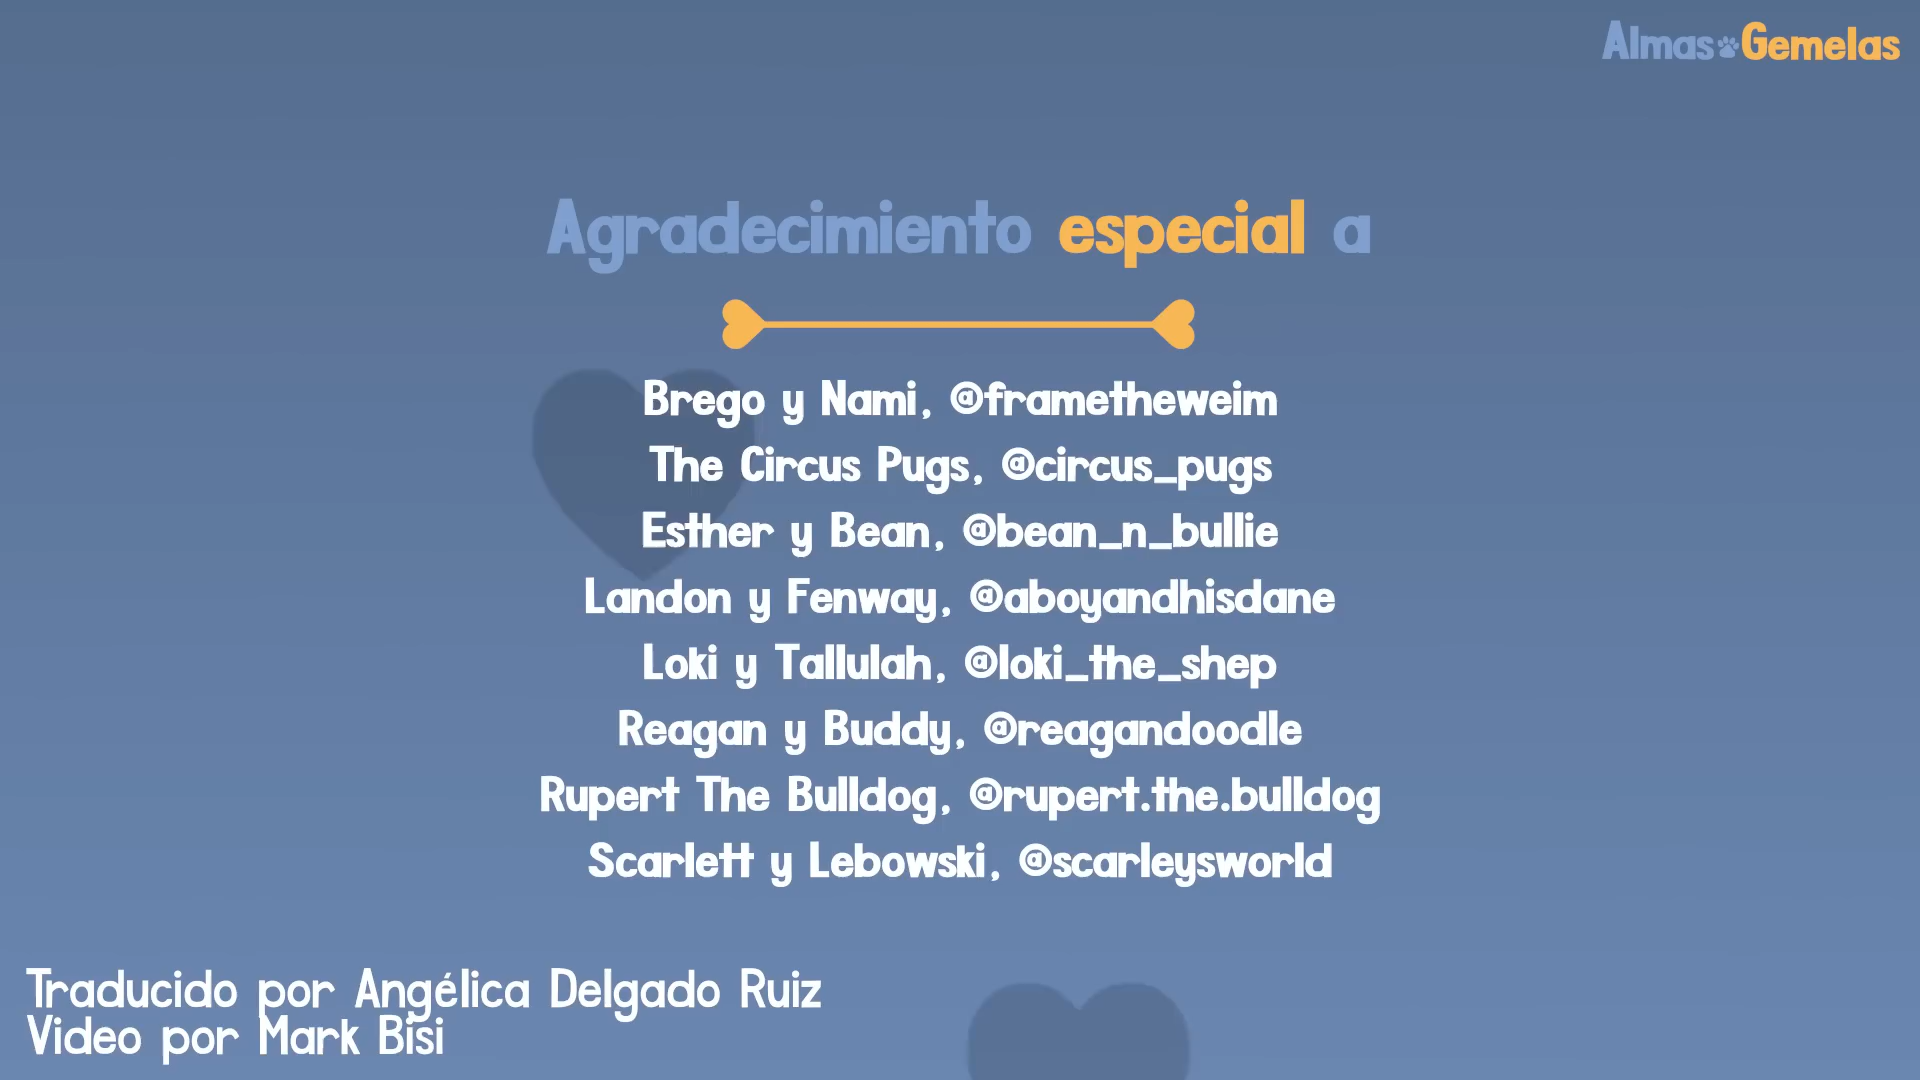 Almas Gemelas
Agradecimiento especial a
Brego y Nami, @frametheweim
The Circus Pugs, @circus_pugs
Esther y Bean, @bean_n_bullie
Landon y Fenway, @aboyandhisdane
Loki y Tallulah, @loki_the_shep
Reagan y Buddy, @reagandoodle
Rupert The Bulldog, @rupert.the.bulldog
Scarlett y Lebowski, @scarleysworld
Traducido por Angélica Delgado Ruiz
Video por Mark Bisi